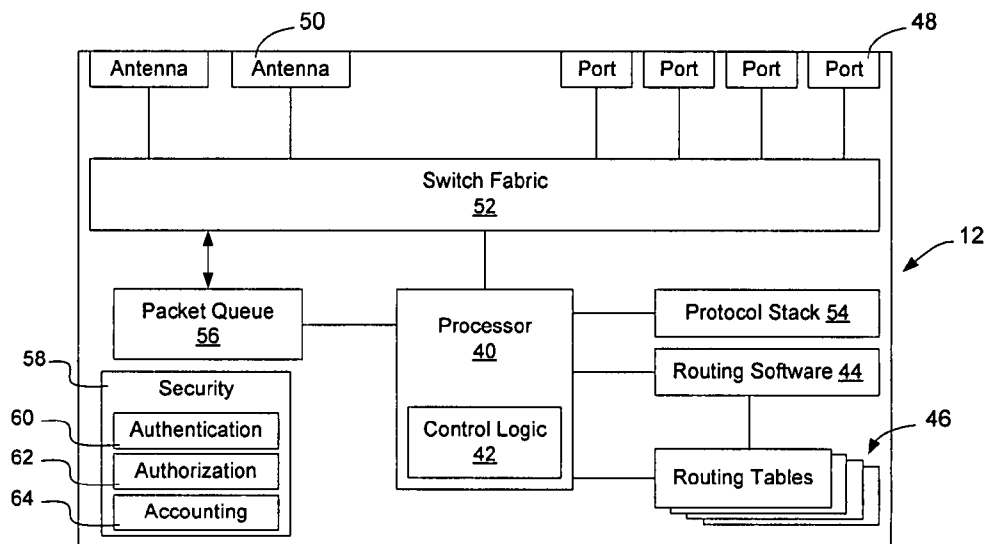 50
48
Antenna
Antenna
Port
Port
Port
Port
Switch Fabric
52
12
Packet Queue
56
Processor
40
Protocol Stack 54
Routing Software 44
58
Security
60
Authentication
62
Authorization
64
Accounting
Control Logic
42
46
Routing Tables